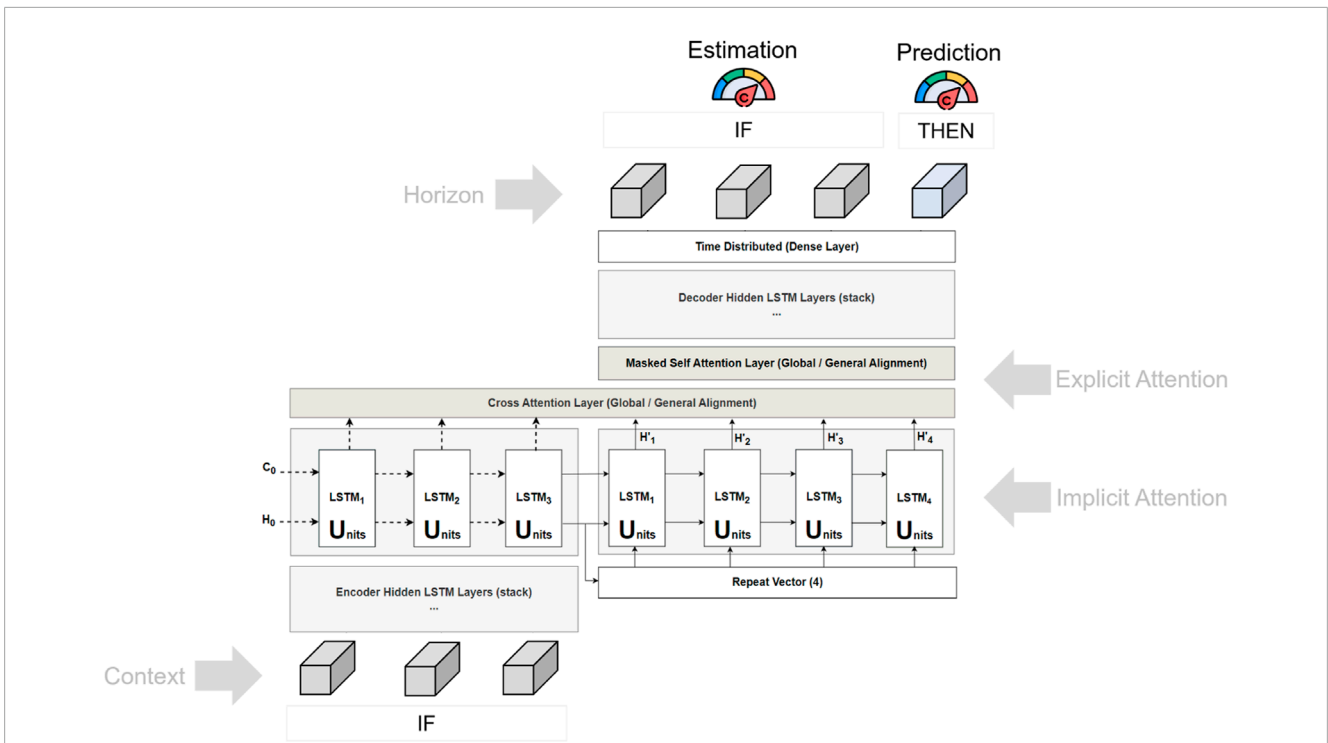 Estimation
Prediction
C
C
IF
THEN
Horizon
Time Distributed (Dense Layer)
Decoder Hidden LSTM Layers (stack)
...
Masked Self Attention Layer (Global / General Alignment)
Explicit Attention
Cross Attention Layer (Global / General Alignment)
H'₁
H'₂
H'₃
H'₄
C₀
LSTM₁
LSTM₂
LSTM₃
LSTM₁
LSTM₂
LSTM₃
LSTM₄
Implicit Attention
H₀
Units
Units
Units
Units
Units
Units
Units
Repeat Vector (4)
Encoder Hidden LSTM Layers (stack)
...
Context
IF